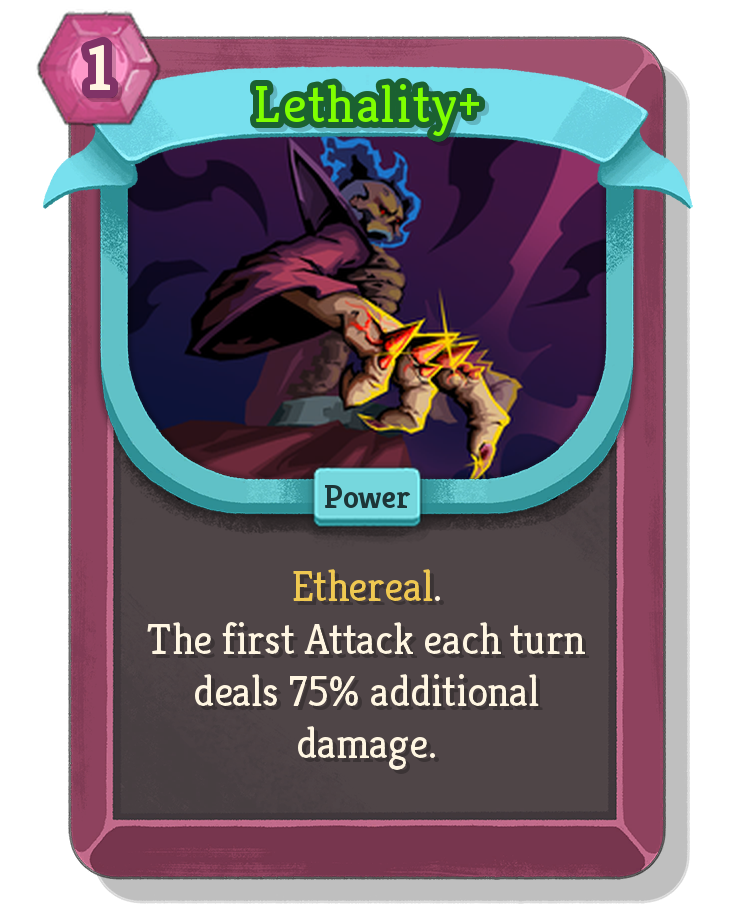 1
Lethality+
Power
Ethereal.
The first Attack each turn
deals 75% additional
damage.